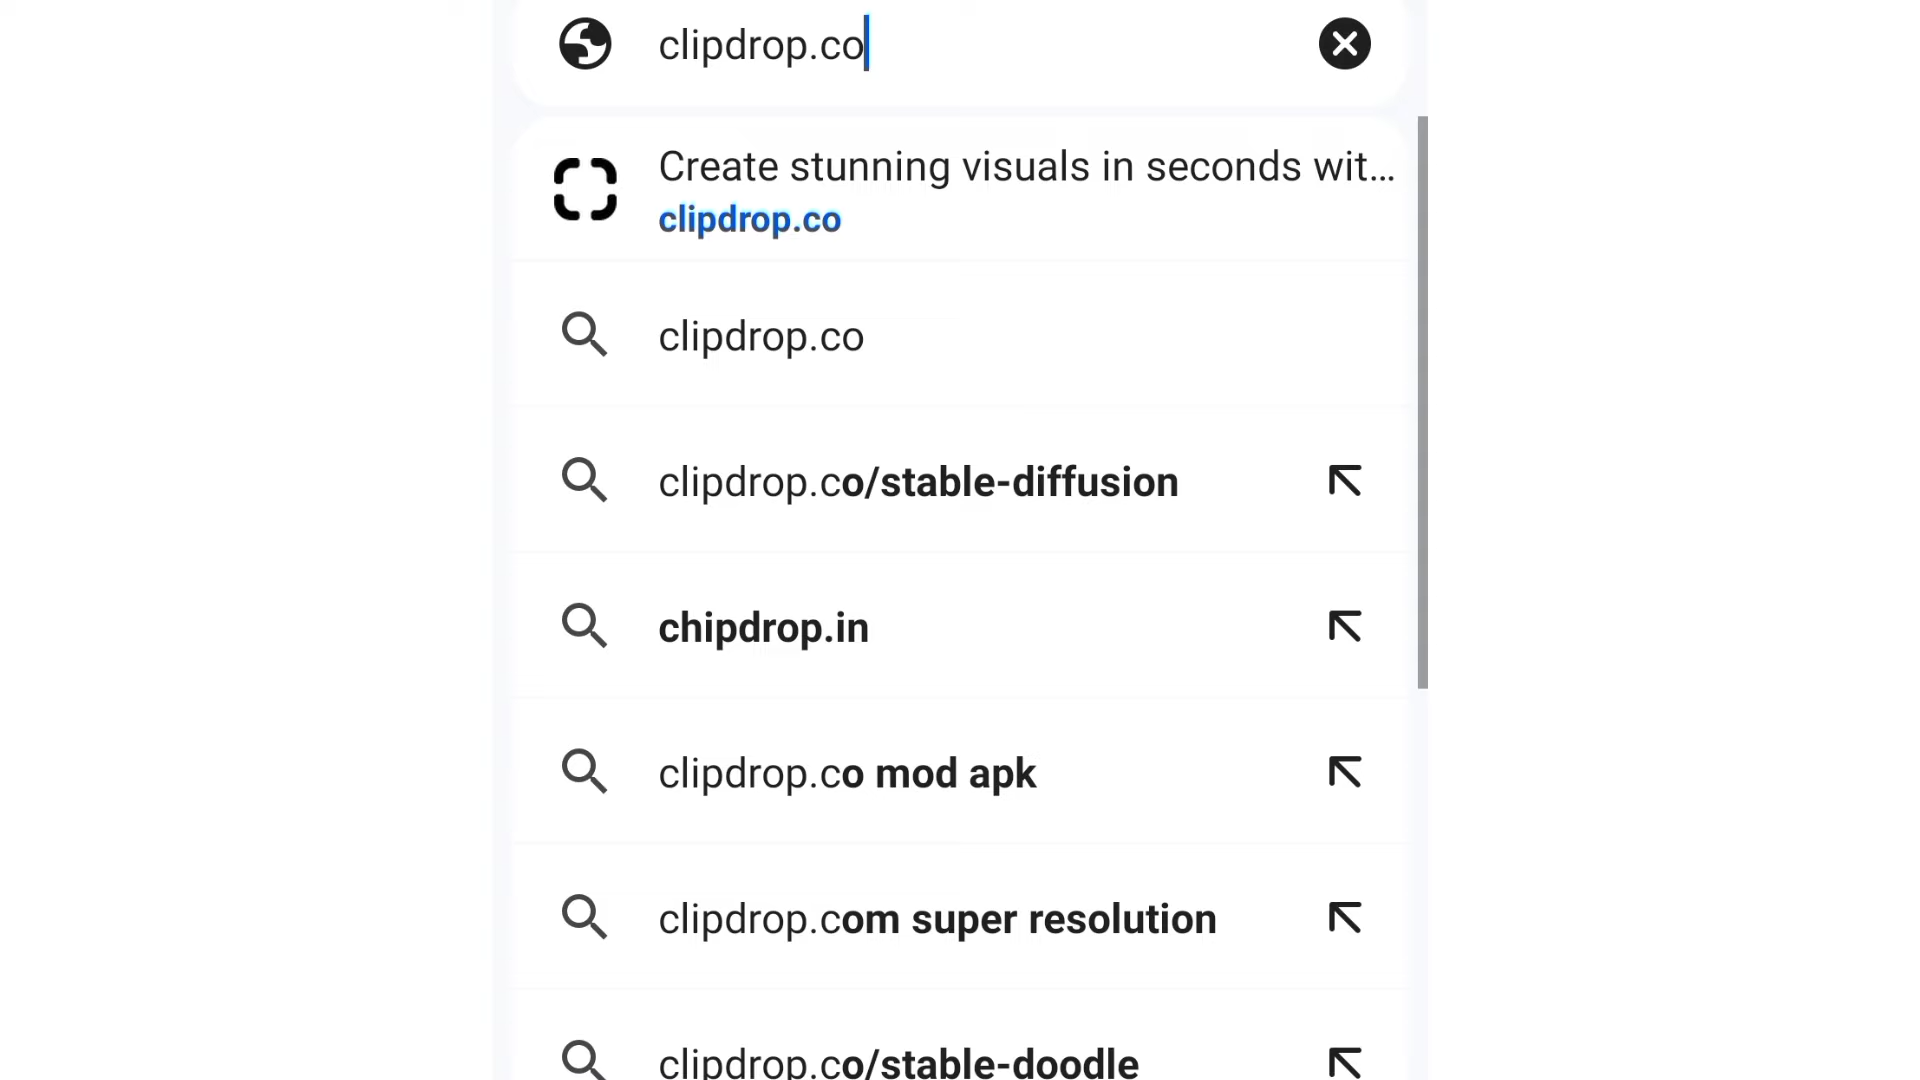 clipdrop.co
Create stunning visuals in seconds wit...
clipdrop.co
clipdrop.co
clipdrop.co/stable-diffusion
chipdrop.in
clipdrop.co mod apk
clipdrop.com super resolution
clipdrop.co/stable-doodle